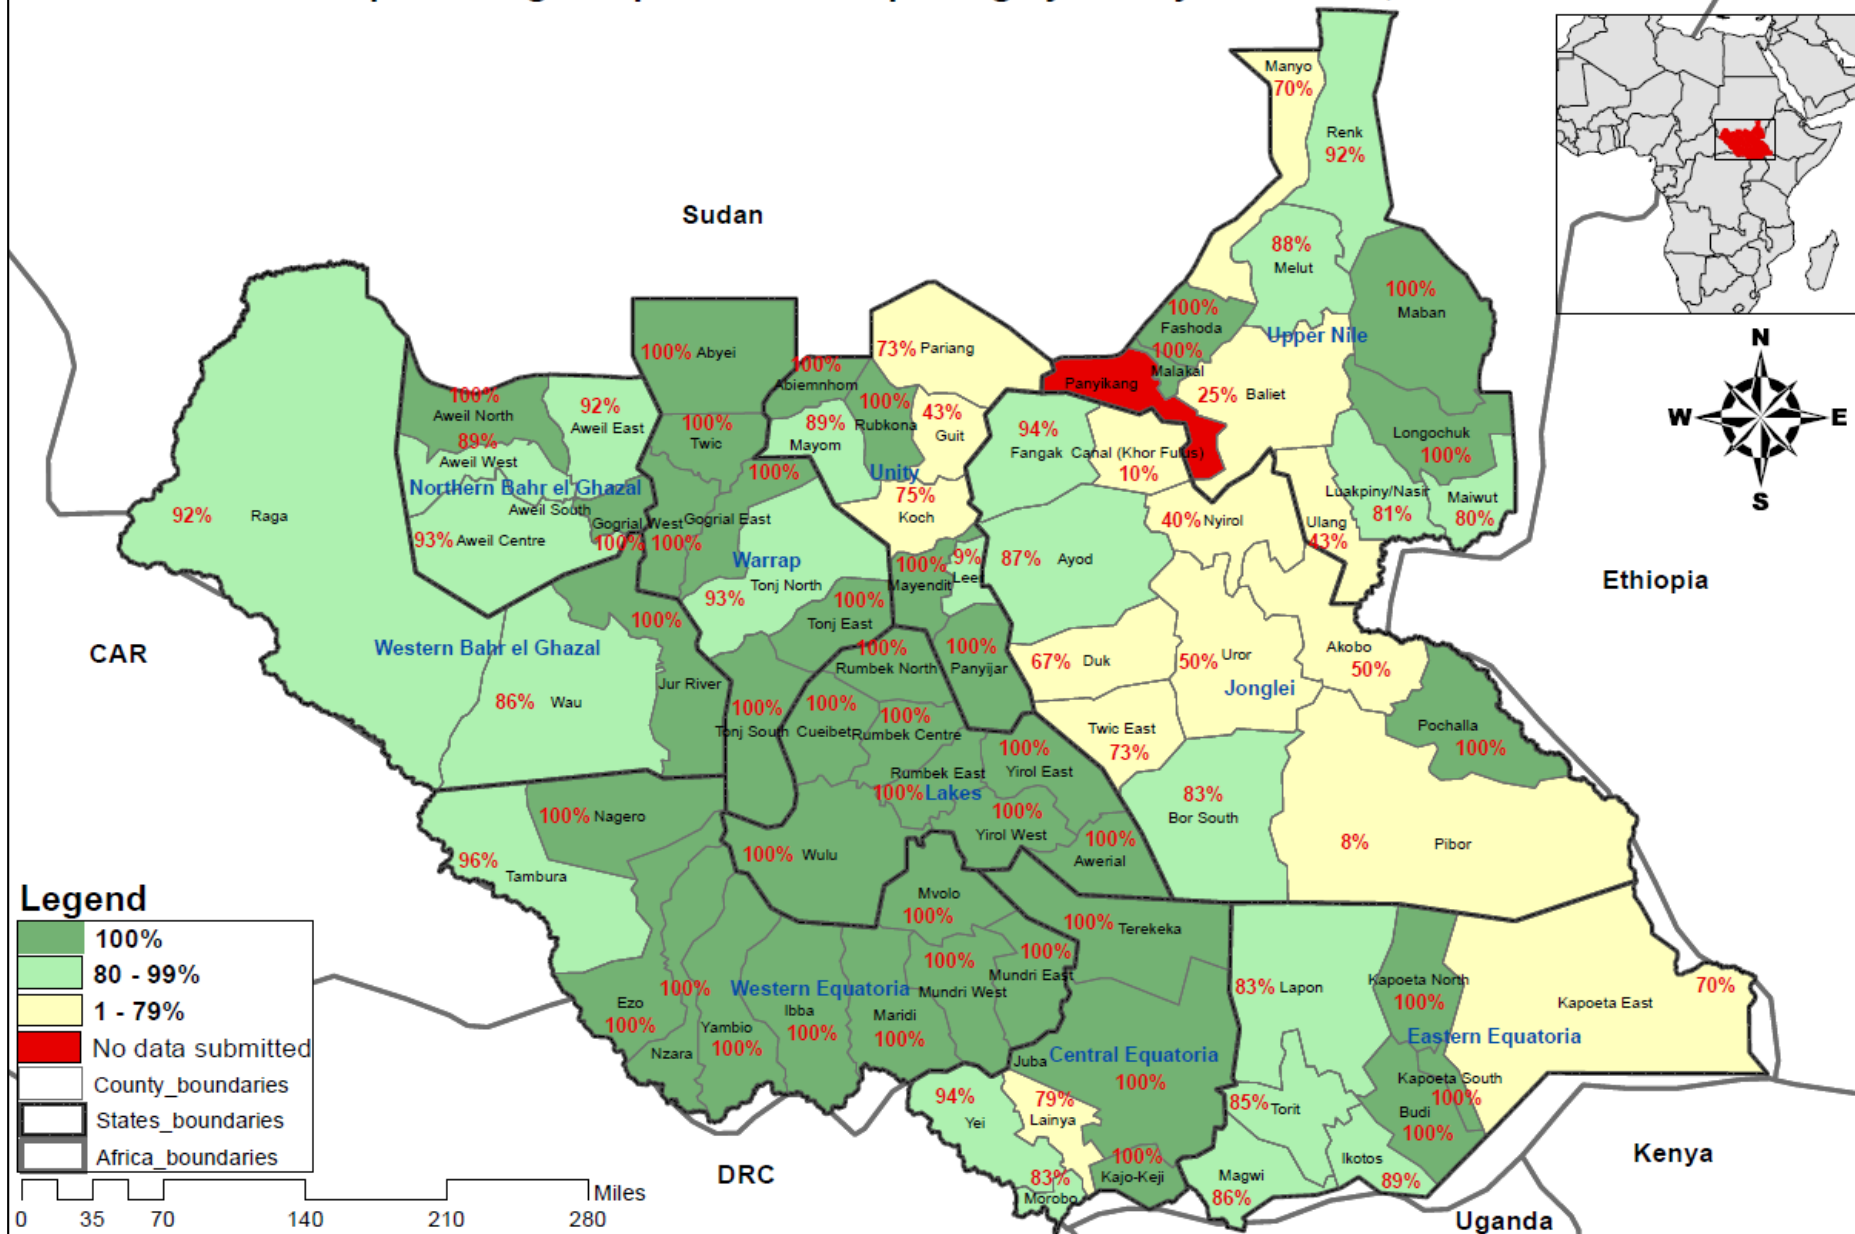 Manyo
70%
Renk
92%
Sudan
88%
Melut
100%
Maban
100%
Fashoda
Upper Nile
100%
Malakal
100% Abyei
73% Pariang
100%
Abiemnhom
Panyikang
25% Baliet
100%
Aweil North
92%
Aweil East
100%
Twic
89%
Mayom
100%
Rubkona
43%
Guit
94%
Fangak
Canal (Khor Fulus)
10%
Longochuk
100%
89%
Aweil West
Northern Bahr el Ghazal
Aweil South
100%
Unity
75%
Koch
Luakpiny/Nasir
81%
Maiwut
80%
92% Raga
93% Aweil Centre
Gogrial West
100%
100%
Gogrial East
40% Nyirol
Ulang
43%
Warrap
Tonj North
93%
100%
Mayendit
9%
Leer
87% Ayod
Ethiopia
CAR
Western Bahr el Ghazal
100%
Jur River
100%
Tonj East
100%
Rumbek North
100%
Panyijar
67% Duk
50% Uror
Akobo
50%
Jonglei
86% Wau
100%
Tonj South
100%
Cueibet
100%
Rumbek Centre
Twic East
73%
Pochalla
100%
Rumbek East
100%
Lakes
100%
Yirol East
100%
Yirol West
83%
Bor South
8% Pibor
100% Nagero
96%
Tambura
100% Wulu
100%
Awerial
Mvolo
100%
100% Terekeka
100%
Mundri East
100%
Mundri West
83% Lapon
Kapoeta North
100%
Kapoeta East
70%
Eastern Equatoria
Ezo
100%
100%
Nzara
Western Equatoria
Yambio
100%
Ibba
100%
Maridi
100%
Juba
Central Equatoria
100%
Kapoeta South
100%
Budi
100%
94%
Yei
79%
Lainya
85% Torit
83%
Morobo
100%
Kajo-Keji
Magwi
86%
Ikotos
89%
DRC
Kenya
Uganda
N
W
E
S
Legend
100%
80 - 99%
1 - 79%
No data submitted
County_boundaries
States_boundaries
Africa_boundaries
Miles
0 35 70 140 210 280